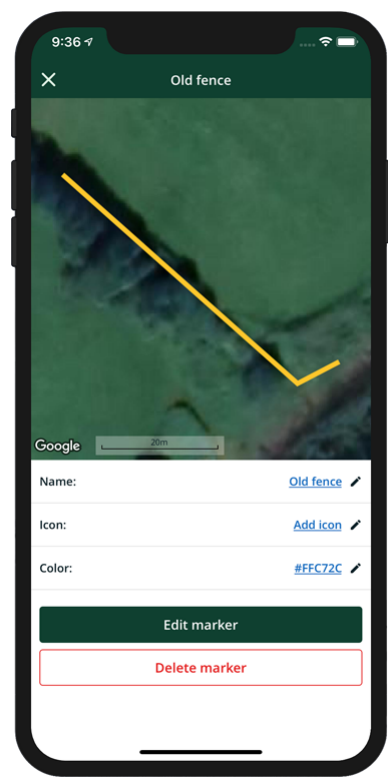 9:36
Old fence
Google
20m
Name: Old fence
Icon: Add icon
Color: #FFC72C
Edit marker
Delete marker